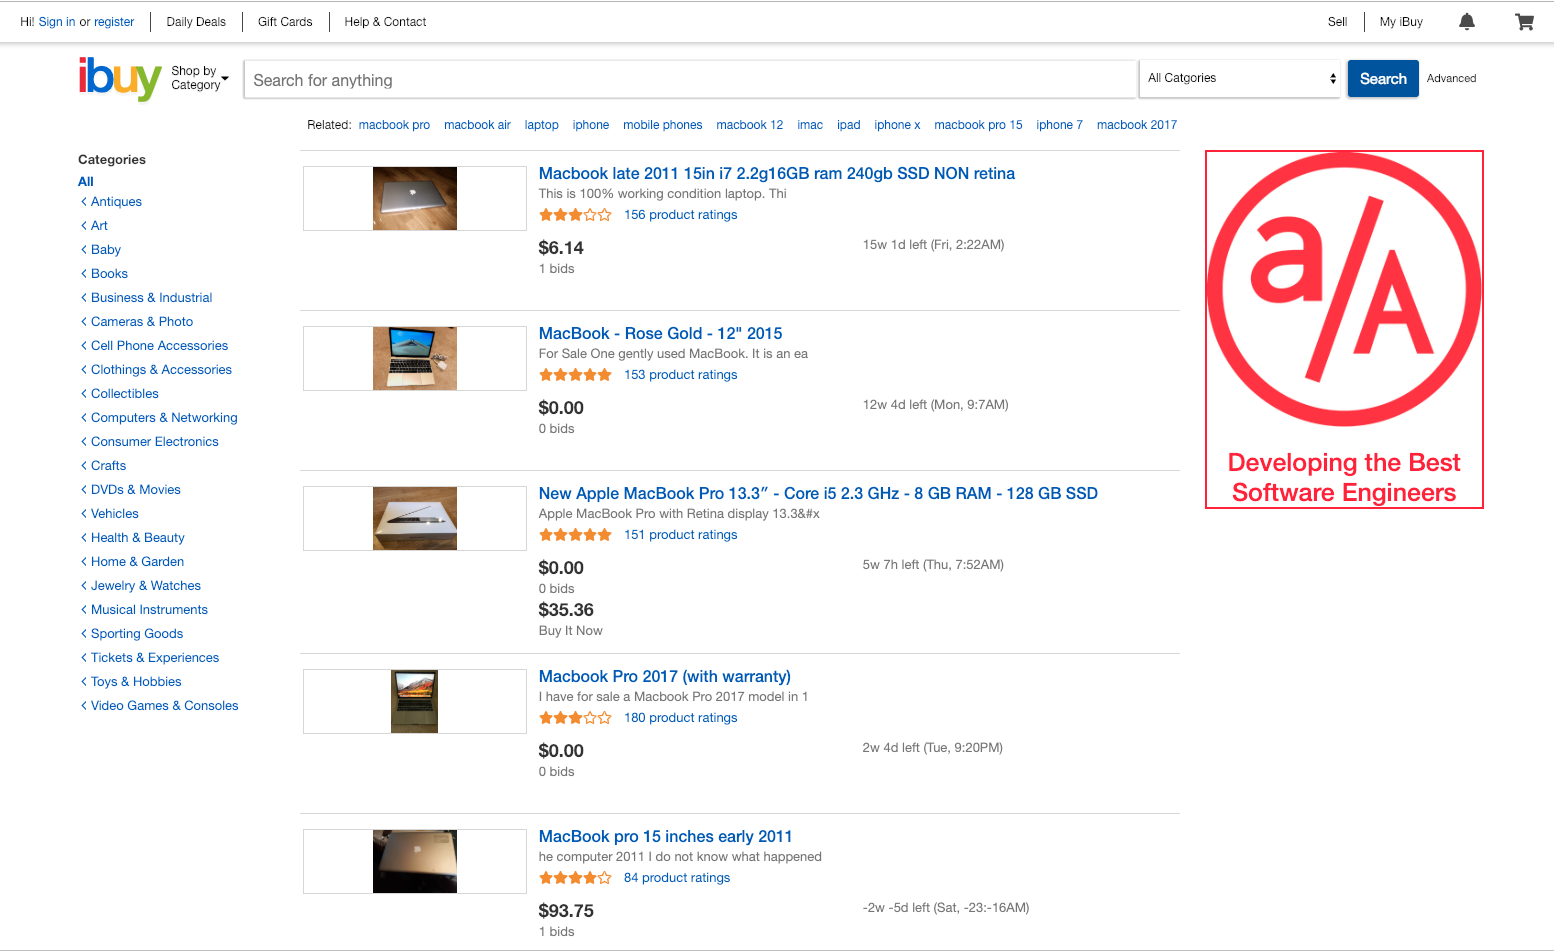 Hi! Sign in or register
Daily Deals
Gift Cards
Help & Contact
Sell
My iBuy
ibuy
Shop by
Category
Search for anything
All Catgories
Search
Advanced
Related: macbook pro macbook air laptop iphone mobile phones macbook 12 imac ipad iphone x macbook pro 15 iphone 7 macbook 2017
Categories
All
Antiques
Art
Baby
Books
Business & Industrial
Cameras & Photo
Cell Phone Accessories
Clothings & Accessories
Collectibles
Computers & Networking
Consumer Electronics
Crafts
DVDs & Movies
Vehicles
Health & Beauty
Home & Garden
Jewelry & Watches
Musical Instruments
Sporting Goods
Tickets & Experiences
Toys & Hobbies
Video Games & Consoles
Macbook late 2011 15in i7 2.2g16GB ram 240gb SSD NON retina
This is 100% working condition laptop. Thi
156 product ratings
$6.14
15w 1d left (Fri, 2:22AM)
1 bids
MacBook - Rose Gold - 12" 2015
For Sale One gently used MacBook. It is an ea
153 product ratings
$0.00
12w 4d left (Mon, 9:7AM)
0 bids
New Apple MacBook Pro 13.3″ - Core i5 2.3 GHz - 8 GB RAM - 128 GB SSD
Apple MacBook Pro with Retina display 13.3&#x
151 product ratings
$0.00
5w 7h left (Thu, 7:52AM)
0 bids
$35.36
Buy It Now
Macbook Pro 2017 (with warranty)
I have for sale a Macbook Pro 2017 model in 1
180 product ratings
$0.00
2w 4d left (Tue, 9:20PM)
0 bids
MacBook pro 15 inches early 2011
he computer 2011 I do not know what happened
84 product ratings
$93.75
-2w -5d left (Sat, -23:-16AM)
1 bids
a/A
Developing the Best
Software Engineers